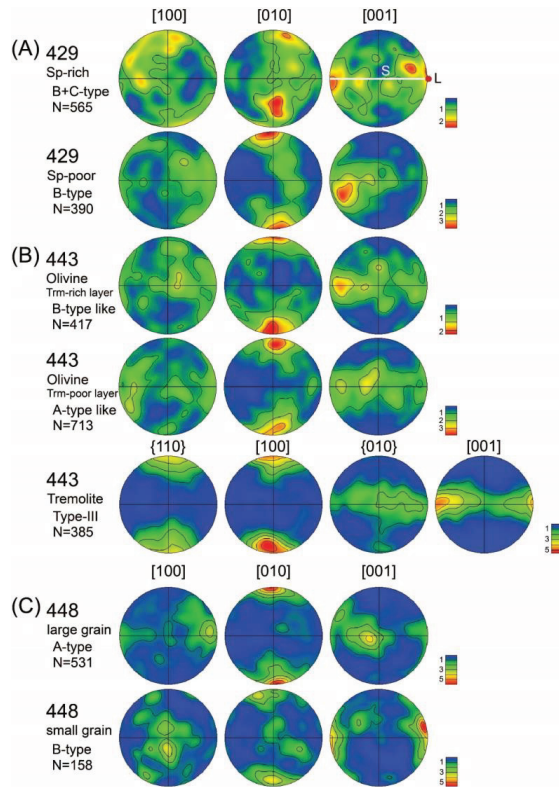 [100] [010] [001]
(A) 429
Sp-rich
B+C-type
N=565
S
L
1
2
429
Sp-poor
B-type
N=390
1
2
3
(B) 443
Olivine
Trm-rich layer
B-type like
N=417
1
2
443
Olivine
Trm-poor layer
A-type like
N=713
1
2
3
{110} [100] {010} [001]
443
Tremolite
Type-III
N=385
1
3
5
[100] [010] [001]
(C) 448
large grain
A-type
N=531
1
3
5
448
small grain
B-type
N=158
1
3
5